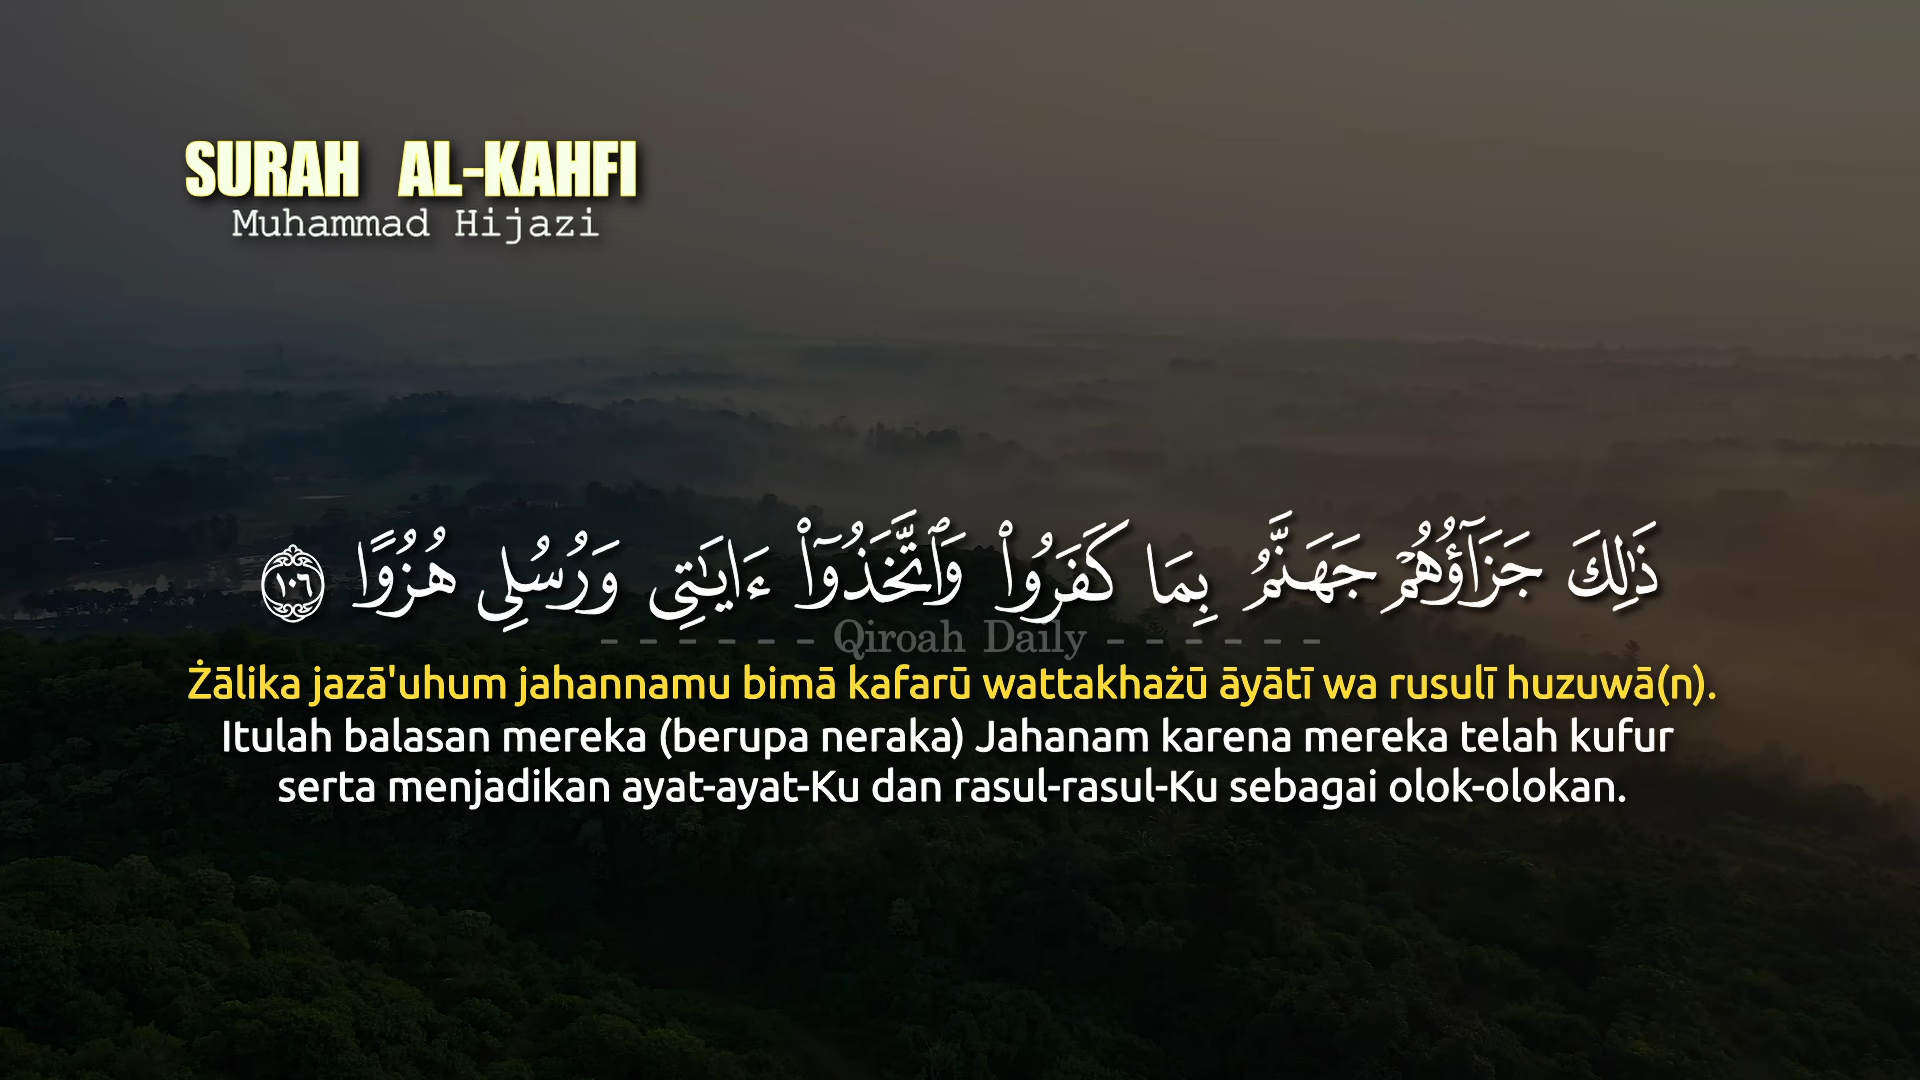 SURAH AL-KAHFI
Muhammad Hijazi
ذَٰلِكَ جَزَآؤُهُمْ جَهَنَّمُ بِمَا كَفَرُوا۟ وَٱتَّخَذُوٓا۟ ءَايَـٰتِى وَرُسُلِى هُزُوًا ١٠٦
- - - - - - Qiroah Daily - - - - - -
Żālika jazā'uhum jahannamu bimā kafarū wattakhażū āyātī wa rusulī huzuwā(n).
Itulah balasan mereka (berupa neraka) Jahanam karena mereka telah kufur
serta menjadikan ayat-ayat-Ku dan rasul-rasul-Ku sebagai olok-olokan.